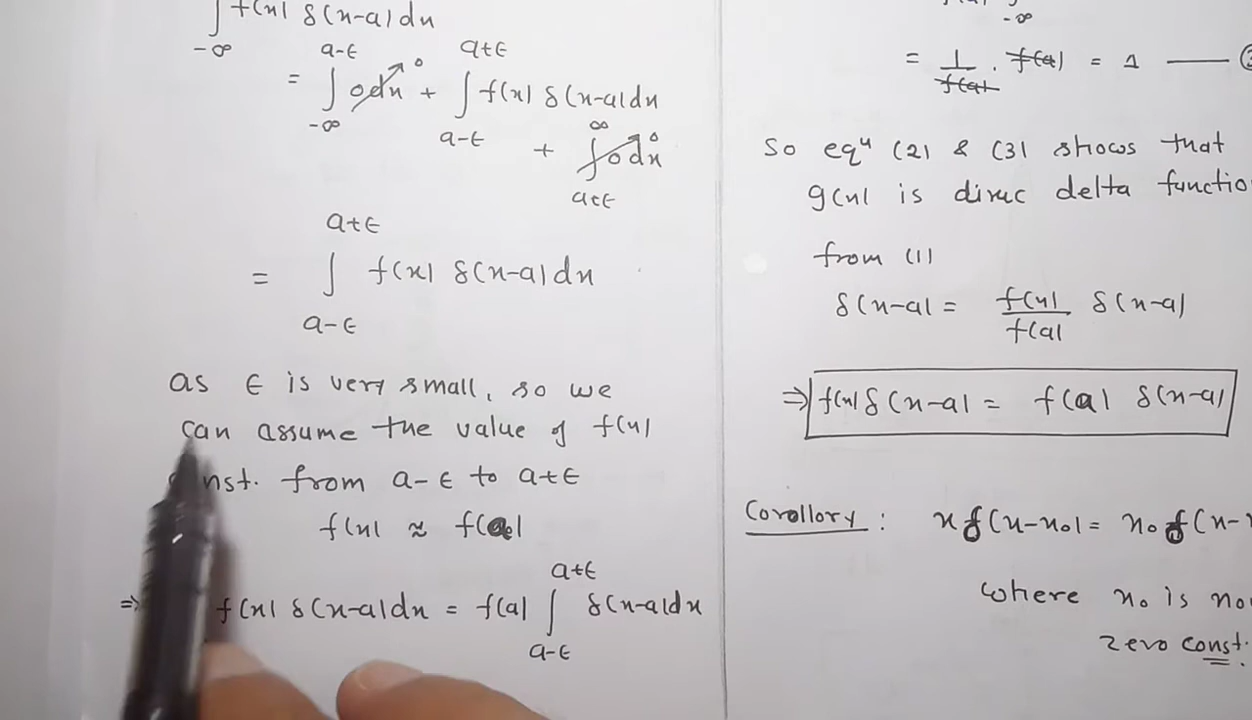 ∫ f(x) δ(x-a) dx
-∞
a-ϵ a+ϵ
= ∫ 0dx ↗ 0 + ∫ f(x) δ(x-a)dx
-∞ a-ϵ
∞
+ ∫ 0dx ↗ 0
a+ϵ
a+ϵ
= ∫ f(x) δ(x-a)dx
a-ϵ
as ϵ is very small, so we
can assume the value of f(x)
const. from a-ϵ to a+ϵ
f(x) ≈ f(a)
a+ϵ
⇒ f(x) δ(x-a)dx = f(a) ∫ δ(x-a)dx
a-ϵ
-∞
= 1/f(a) . f(a) = 1 —
So eqⁿ (2) & (3) shows that
g(x) is dirac delta functio
from (1)
δ(x-a) = f(x)/f(a) δ(x-a)
⇒ f(x) δ(x-a) = f(a) δ(x-a)
Corollory : x δ(x-x₀) = x₀ δ(x-
where x₀ is no
zero const.